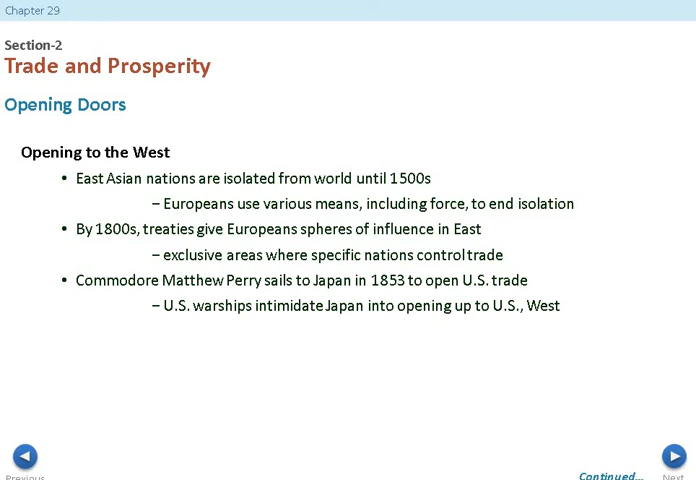 Chapter 29
Section-2
Trade and Prosperity
Opening Doors
Opening to the West
• East Asian nations are isolated from world until 1500s
− Europeans use various means, including force, to end isolation
• By 1800s, treaties give Europeans spheres of influence in East
− exclusive areas where specific nations control trade
• Commodore Matthew Perry sails to Japan in 1853 to open U.S. trade
− U.S. warships intimidate Japan into opening up to U.S., West
Previous
Continued...
Next